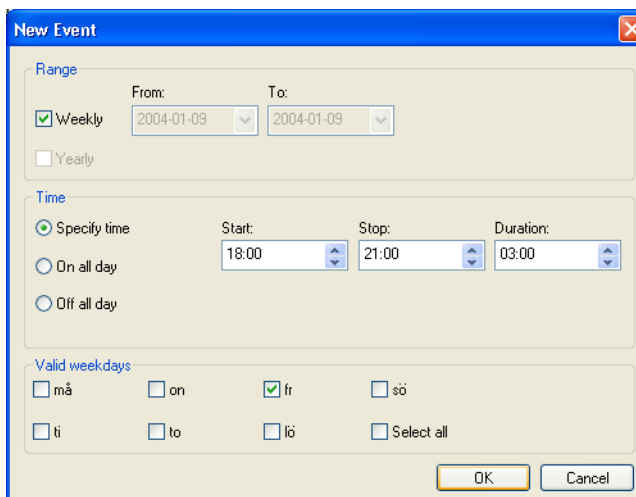 New Event
Range
From: To:
Weekly 2004-01-09 2004-01-09
Yearly
Time
Specify time Start: Stop: Duration:
18:00 21:00 03:00
On all day
Off all day
Valid weekdays
må on fr sö
ti to lö Select all
OK Cancel